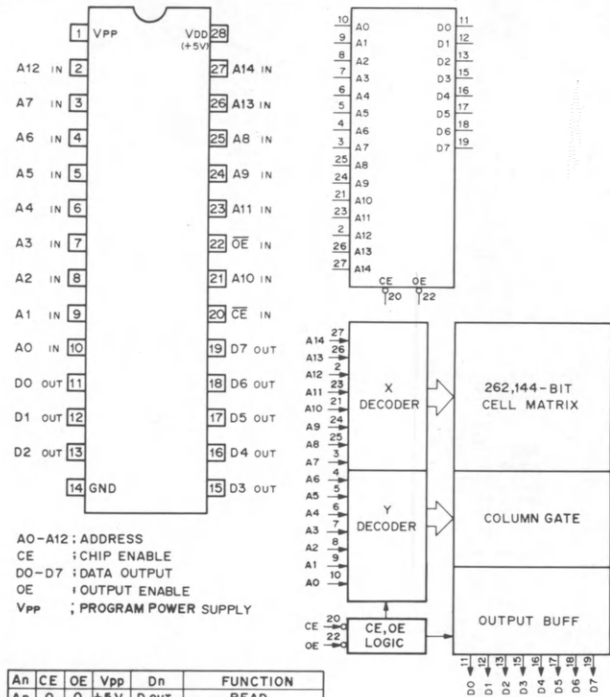 1 VPP VDD 28
(+5V)
A12 IN 2 27 A14 IN
A7 IN 3 26 A13 IN
A6 IN 4 25 A8 IN
A5 IN 5 24 A9 IN
A4 IN 6 23 A11 IN
A3 IN 7 22 OE IN
A2 IN 8 21 A10 IN
A1 IN 9 20 CE IN
A0 IN 10 19 D7 OUT
D0 OUT 11 18 D6 OUT
D1 OUT 12 17 D5 OUT
D2 OUT 13 16 D4 OUT
14 GND 15 D3 OUT
A0-A12 ; ADDRESS
CE ; CHIP ENABLE
D0-D7 ; DATA OUTPUT
OE ; OUTPUT ENABLE
VPP ; PROGRAM POWER SUPPLY
10 A0 D0 11
9 A1 D1 12
8 A2 D2 13
7 A3 D3 15
6 A4 D4 16
5 A5 D5 17
4 A6 D6 18
3 A7 D7 19
25 A8
24 A9
21 A10
23 A11
2 A12
26 A13
27 A14
CE OE
20 22
A14 27
A13 26
A12 2
A11 23
A10 21
A9 24
A8 25
A7 3
A6 4
A5 5
A4 6
A3 7
A2 8
A1 9
A0 10
X
DECODER
Y
DECODER
262,144-BIT
CELL MATRIX
COLUMN GATE
OUTPUT BUFF
CE 20
OE 22
CE, OE
LOGIC
11 12 13 15 16 17 18 19
D0 D1 D2 D3 D4 D5 D6 D7
An CE OE Vpp Dn FUNCTION
An 0 0 +5V D OUT READ